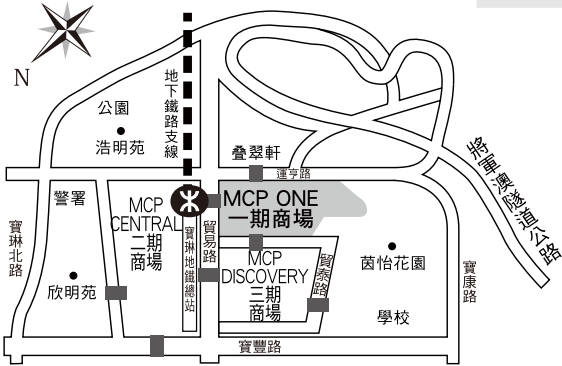 N
地下鐵路支線
公園
浩明苑
叠翠軒
將軍澳隧道公路
運亨路
警署
MCP
CENTRAL
二期
商場
MCP ONE
一期商場
寶琳北路
寶琳地鐵總站
貿易路
MCP
DISCOVERY
三期
商場
貿泰路
茵怡花園
寶康路
欣明苑
學校
寶豐路